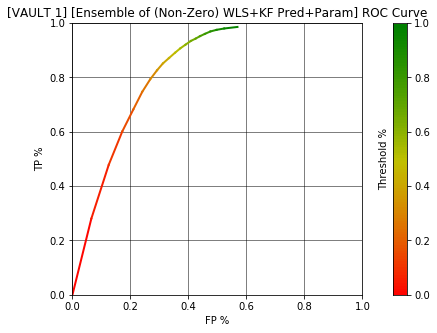 [VAULT 1] [Ensemble of (Non-Zero) WLS+KF Pred+Param] ROC Curve
1.0
0.8
0.6
0.4
0.2
0.0
TP %
0.0 0.2 0.4 0.6 0.8 1.0
FP %
Threshold %
1.0
0.8
0.6
0.4
0.2
0.0